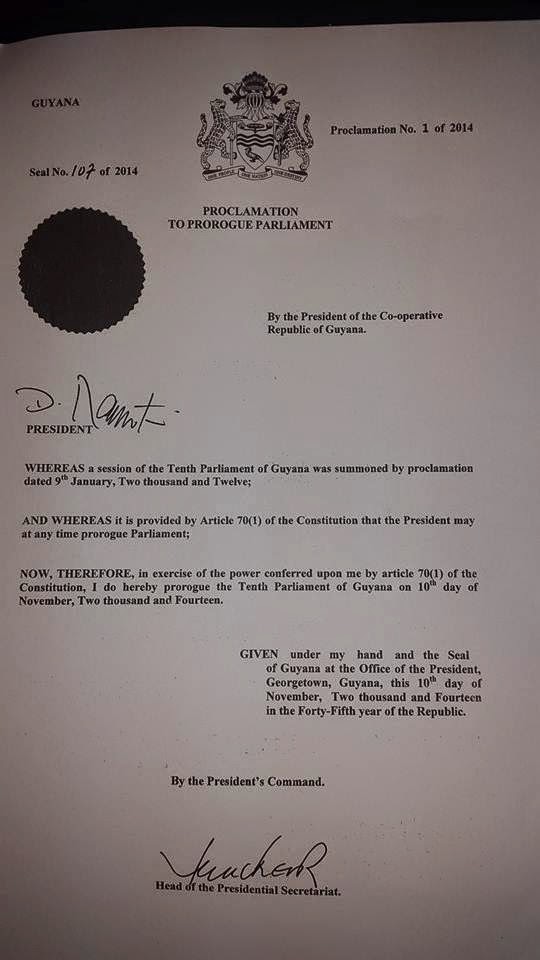 GUYANA
Proclamation No. 1 of 2014
Seal No. 107 of 2014
ONE PEOPLE ONE NATION ONE DESTINY
PROCLAMATION
TO PROROGUE PARLIAMENT
By the President of the Co-operative
Republic of Guyana.
PRESIDENT
WHEREAS a session of the Tenth Parliament of Guyana was summoned by proclamation
dated 9th January, Two thousand and Twelve;
AND WHEREAS it is provided by Article 70(1) of the Constitution that the President may
at any time prorogue Parliament;
NOW, THEREFORE, in exercise of the power conferred upon me by article 70(1) of the
Constitution, I do hereby prorogue the Tenth Parliament of Guyana on 10th day of
November, Two thousand and Fourteen.
GIVEN under my hand and the Seal
of Guyana at the Office of the President,
Georgetown, Guyana, this 10th day of
November, Two thousand and Fourteen
in the Forty-Fifth year of the Republic.
By the President's Command.
Head of the Presidential Secretariat.